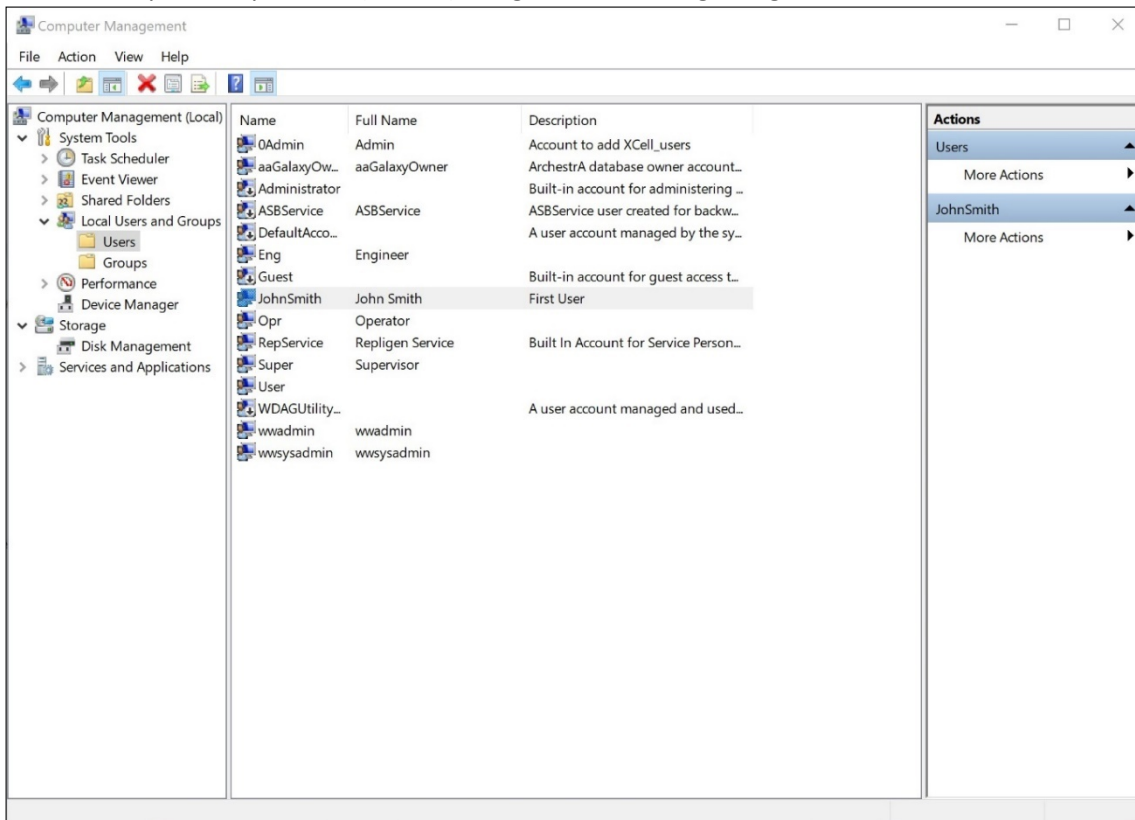 Computer Management
File Action View Help
Computer Management (Local)
System Tools
Task Scheduler
Event Viewer
Shared Folders
Local Users and Groups
Users
Groups
Performance
Device Manager
Storage
Disk Management
Services and Applications
Name Full Name Description
0Admin Admin Account to add XCell_users
aaGalaxyOw... aaGalaxyOwner ArchestrA database owner account...
Administrator Built-in account for administering ...
ASBService ASBService ASBService user created for backw...
DefaultAcco... A user account managed by the sy...
Eng Engineer
Guest Built-in account for guest access t...
JohnSmith John Smith First User
Opr Operator
RepService Repligen Service Built In Account for Service Person...
Super Supervisor
User
WDAGUtility... A user account managed and used...
wwadmin wwadmin
wwsysadmin wwsysadmin
Actions
Users
More Actions
JohnSmith
More Actions